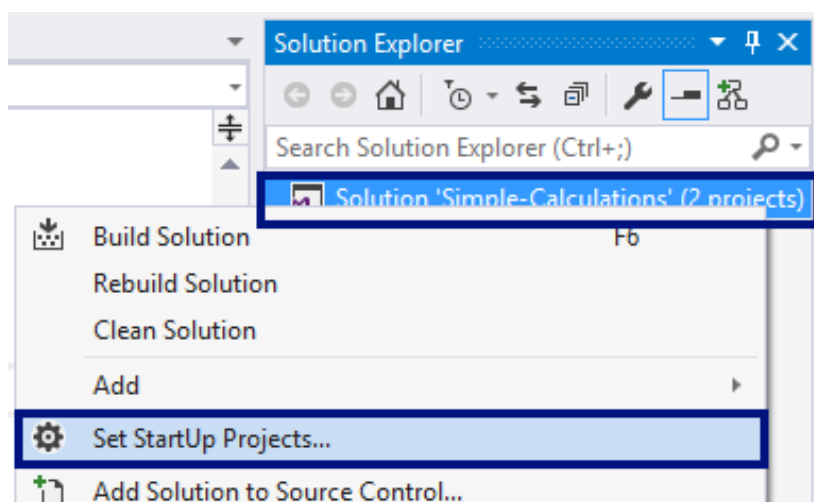 Solution Explorer
Search Solution Explorer (Ctrl+;)
Solution 'Simple-Calculations' (2 projects)
Build Solution F6
Rebuild Solution
Clean Solution
Add
Set StartUp Projects...
Add Solution to Source Control...